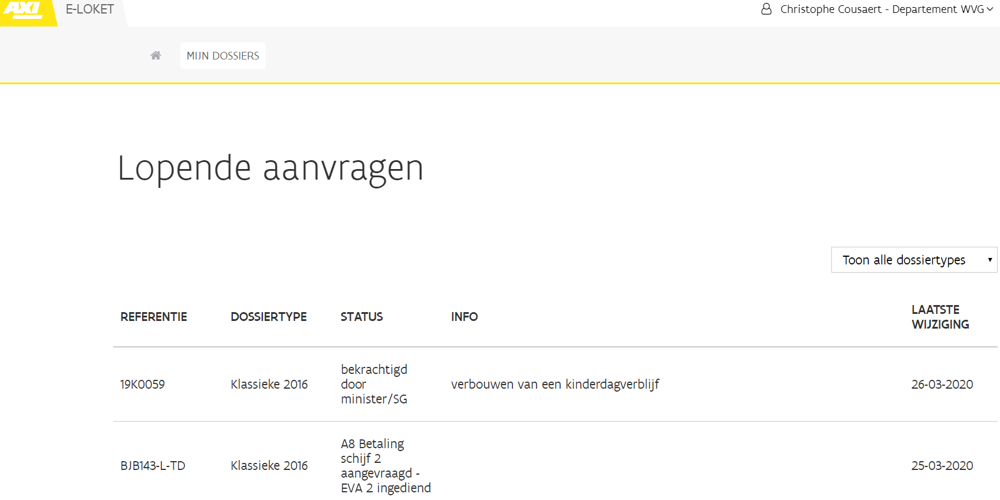 AXI E-LOKET Christophe Cousaert - Departement WVG
MIJN DOSSIERS
Lopende aanvragen
Toon alle dossiertypes
REFERENTIE DOSSIERTYPE STATUS INFO LAATSTE WIJZIGING
19K0059 Klassieke 2016 bekrachtigd door minister/SG verbouwen van een kinderdagverblijf 26-03-2020
BJB143-L-TD Klassieke 2016 A8 Betaling schijf 2 aangevraagd - EVA 2 ingediend 25-03-2020